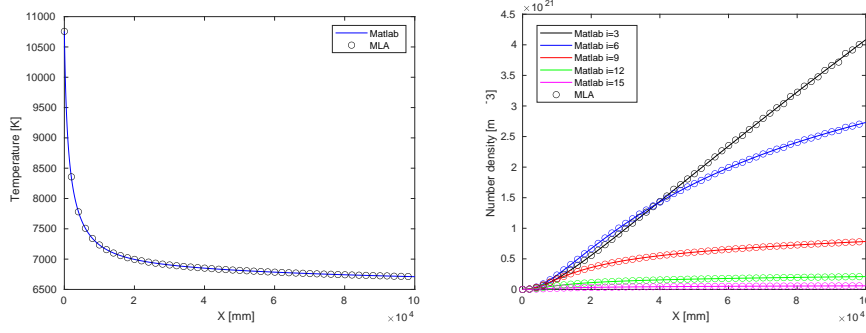 11000
10500
10000
9500
9000
8500
8000
7500
7000
6500
Temperature [K]
0
2
4
6
8
10
X [mm]
×10⁴
Matlab
MLA
×10²¹
4.5
4
3.5
3
2.5
2
1.5
1
0.5
0
Number density [m^3]
0
2
4
6
8
10
X [mm]
×10⁴
Matlab i=3
Matlab i=6
Matlab i=9
Matlab i=12
Matlab i=15
MLA